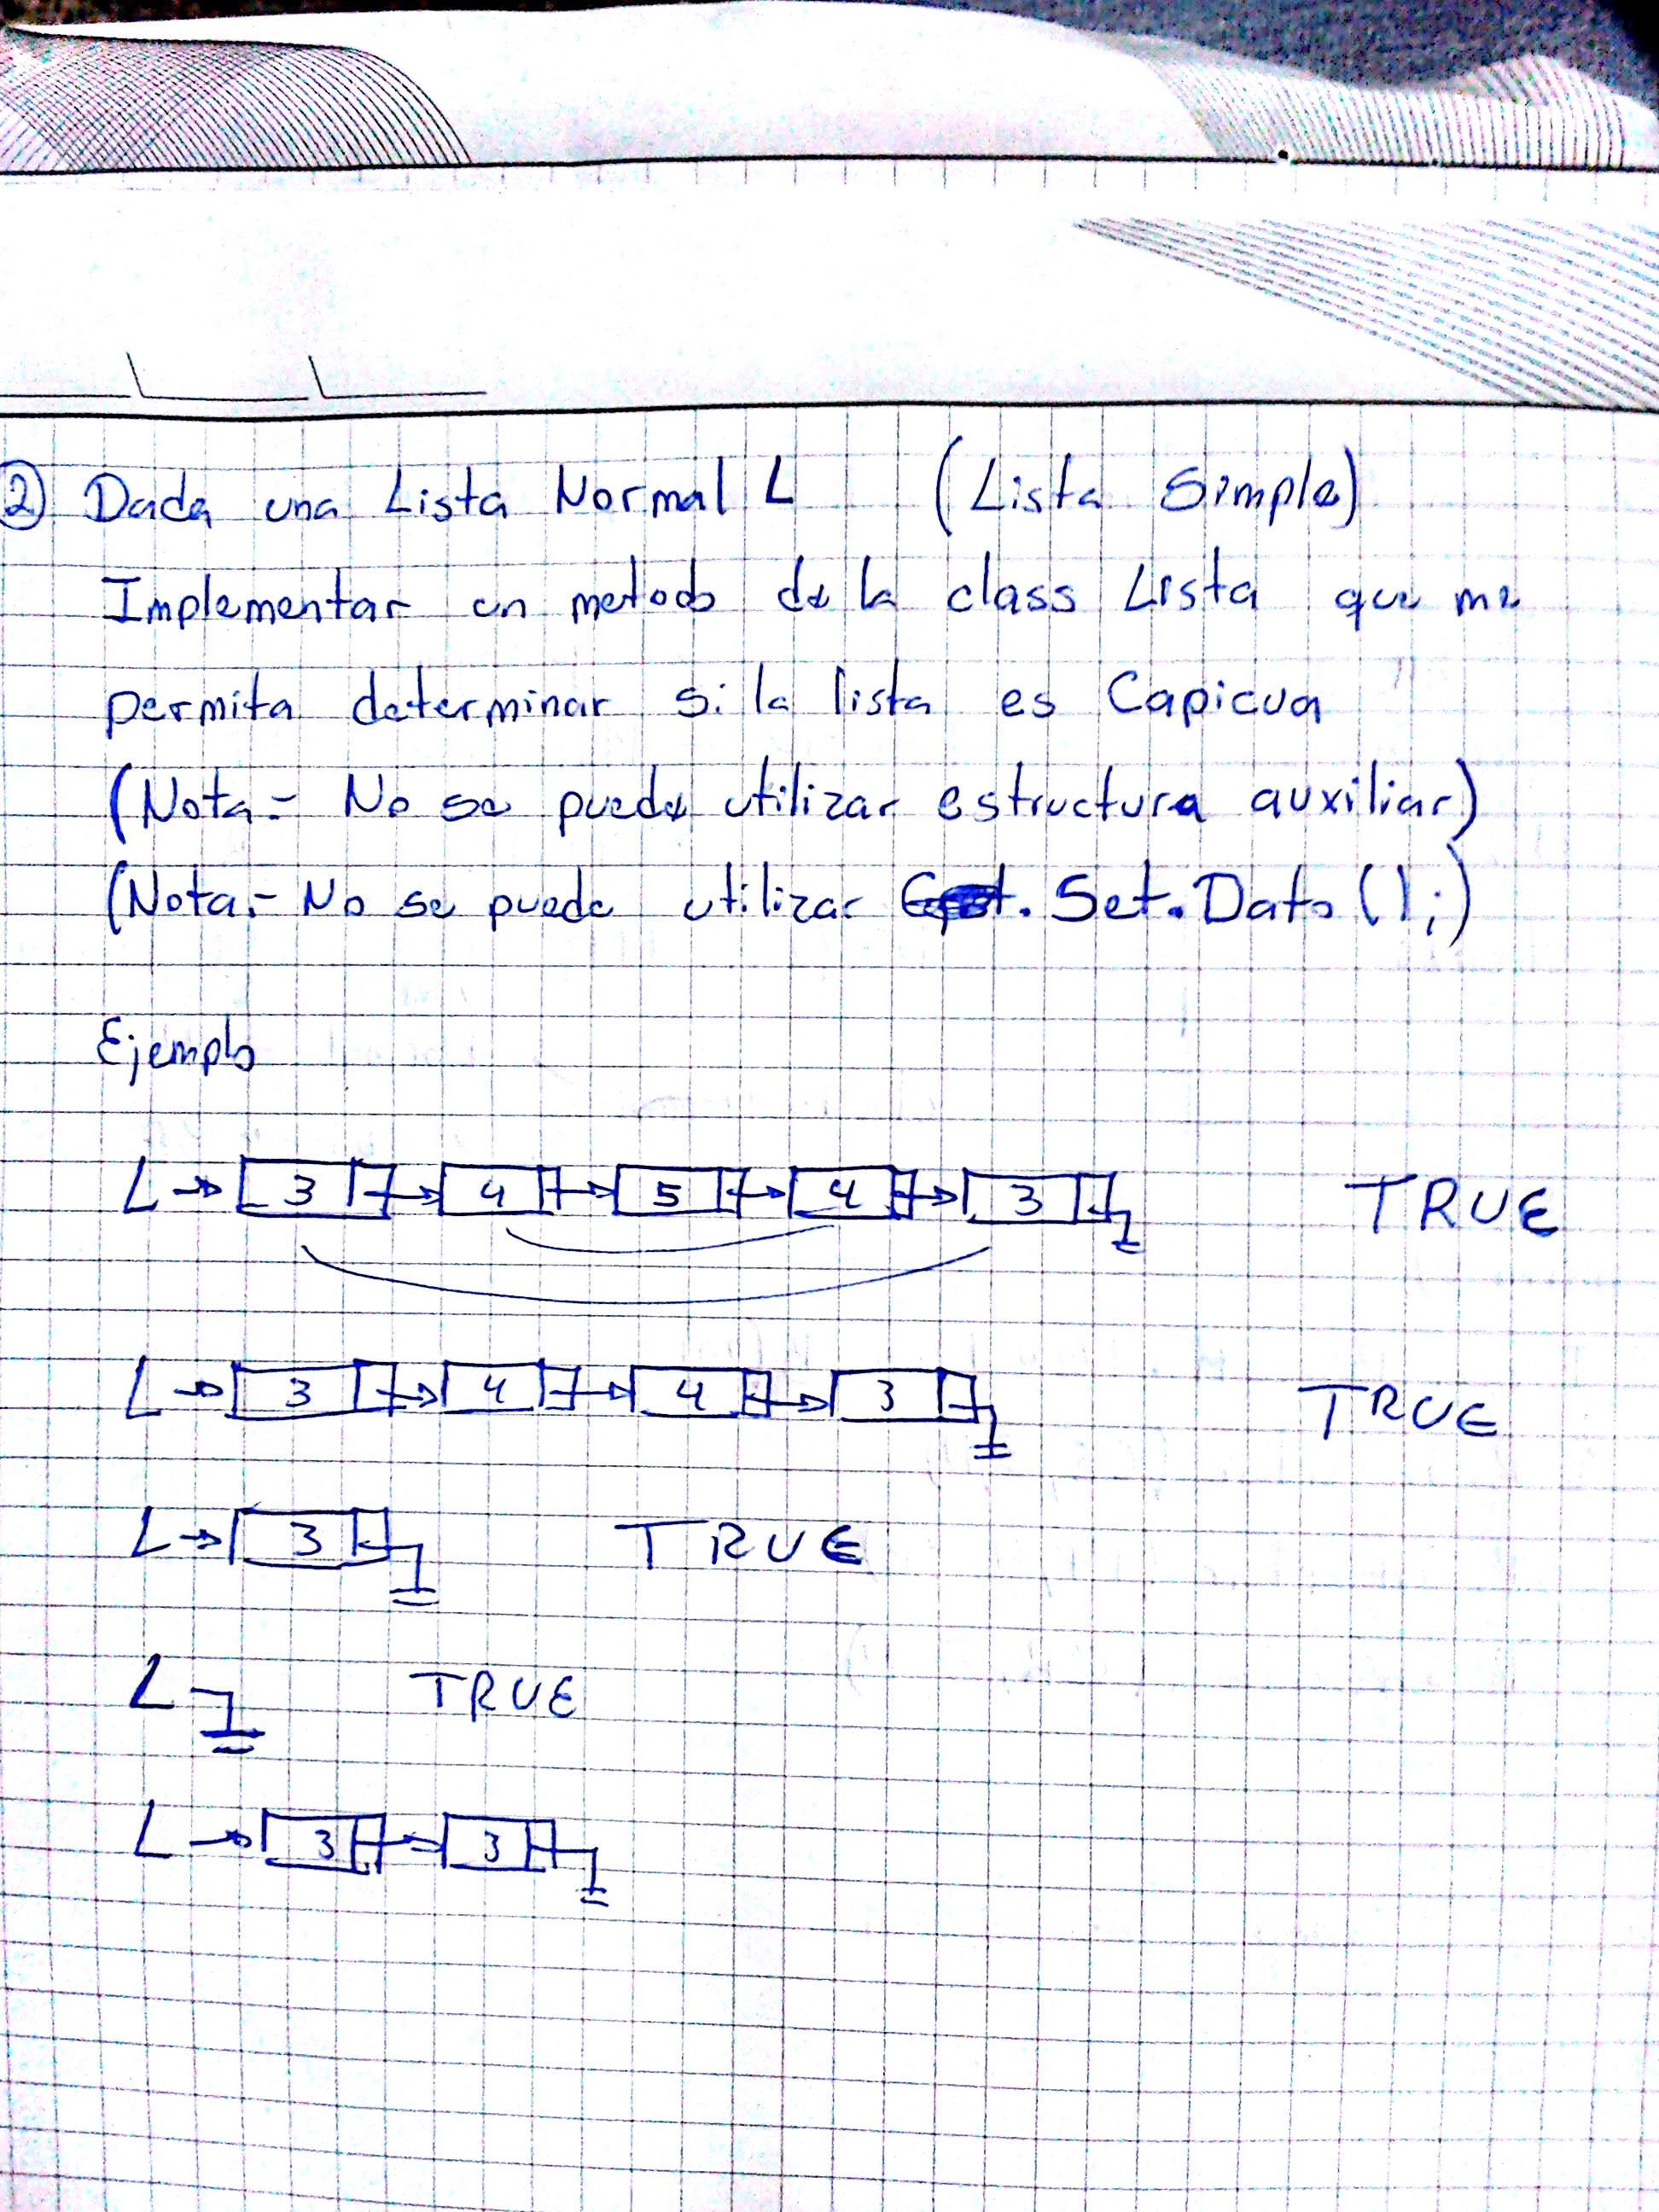 ② Dada una Lista Normal L (Lista Simple)
Implementar un metodo de la class Lista que me
permita determinar si la lista es Capicua
(Nota- No se puede utilizar estructura auxiliar)
(Nota.- No se puede utilizar . Set.Dato();)
Ejemplo
L → 3 4 5 4 3 TRUE
L → 3 4 4 3 TRUE
L → 3 TRUE
L TRUE
L → 3 3